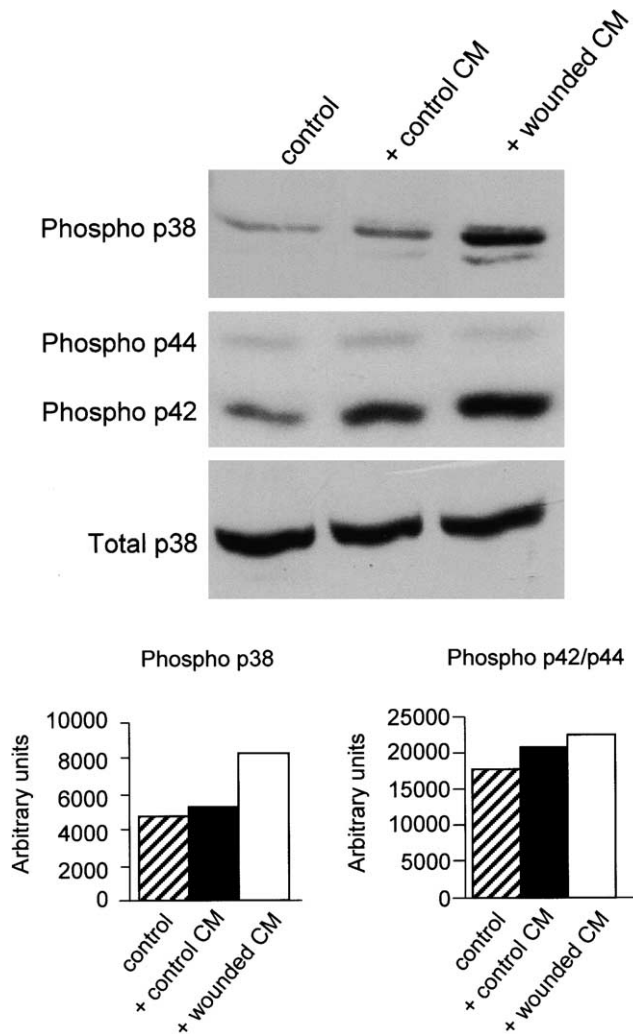 control
+ control CM
+ wounded CM
Phospho p38
Phospho p44
Phospho p42
Total p38
Phospho p38
Arbitrary units
10000
8000
6000
4000
2000
0
control
+ control CM
+ wounded CM
Phospho p42/p44
Arbitrary units
25000
20000
15000
10000
5000
0
control
+ control CM
+ wounded CM